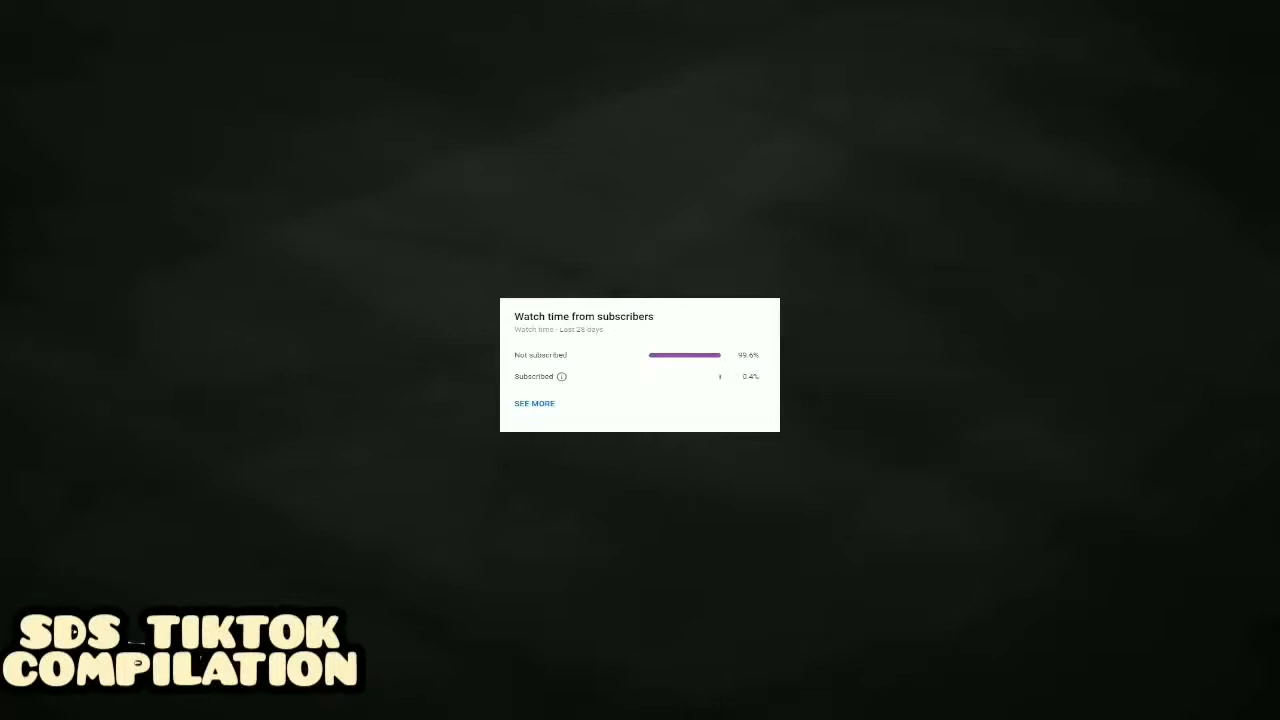 Watch time from subscribers
Watch time · Last 28 days
Not subscribed 99.6%
Subscribed 0.4%
SEE MORE
SDS TIKTOK
COMPILATION